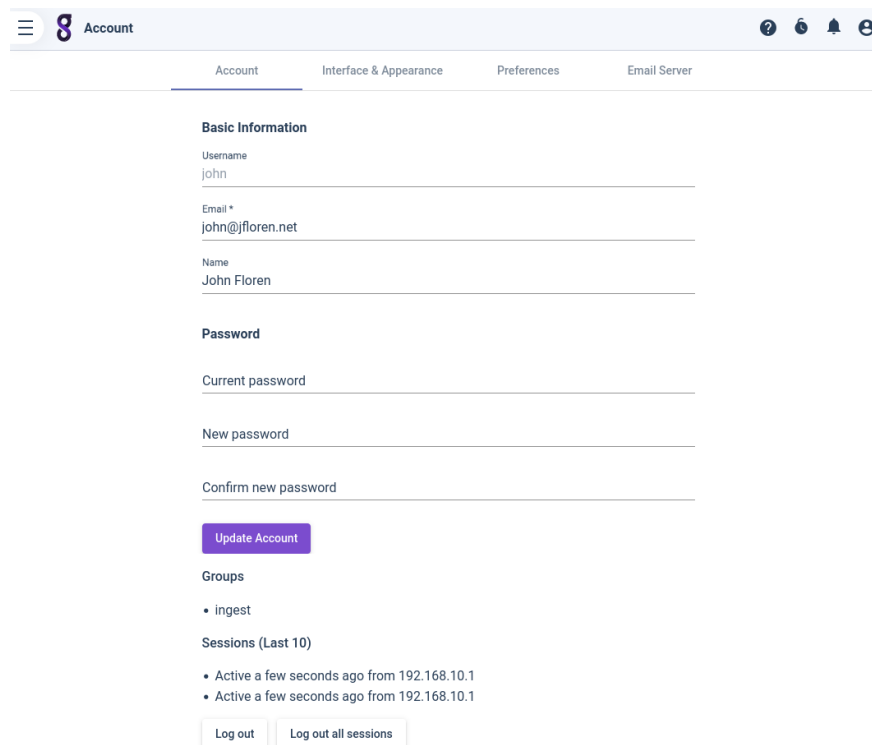 Account
Account Interface & Appearance Preferences Email Server
Basic Information
Username
john
Email *
john@jfloren.net
Name
John Floren
Password
Current password
New password
Confirm new password
Update Account
Groups
• ingest
Sessions (Last 10)
• Active a few seconds ago from 192.168.10.1
• Active a few seconds ago from 192.168.10.1
Log out Log out all sessions